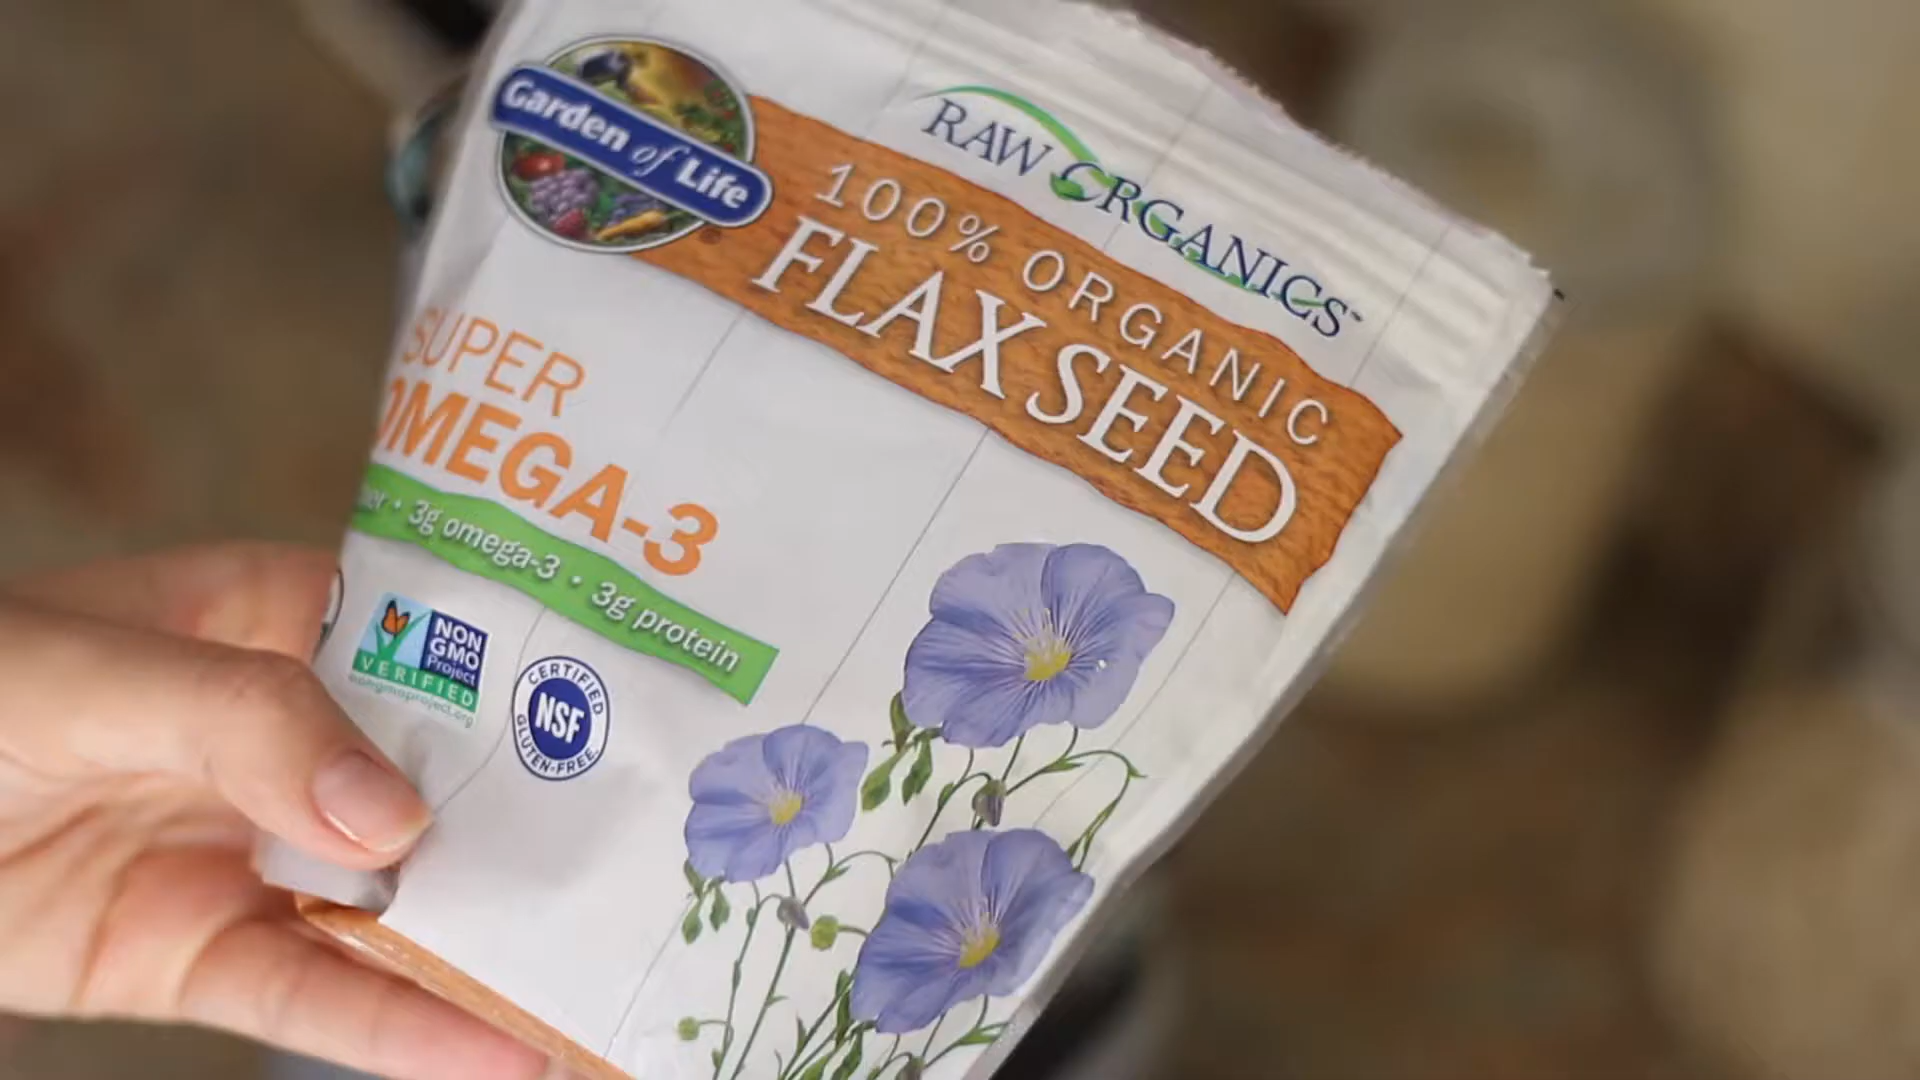 Garden of Life
RAW ORGANICS™
100% ORGANIC
FLAX SEED
SUPER
OMEGA-3
· 3g omega-3 · 3g protein
NON
GMO
Project
VERIFIED
nongmoproject.org
CERTIFIED
NSF
GLUTEN-FREE